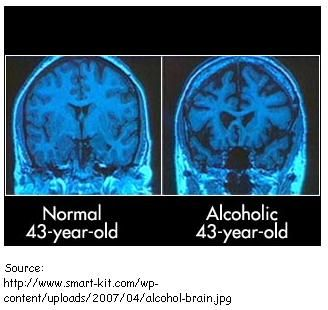 Normal
43-year-old
Alcoholic
43-year-old
Source:
http://www.smart-kit.com/wp-
content/uploads/2007/04/alcohol-brain.jpg